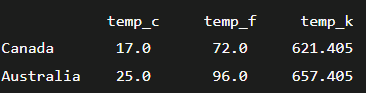 temp_c temp_f temp_k
Canada 17.0 72.0 621.405
Australia 25.0 96.0 657.405